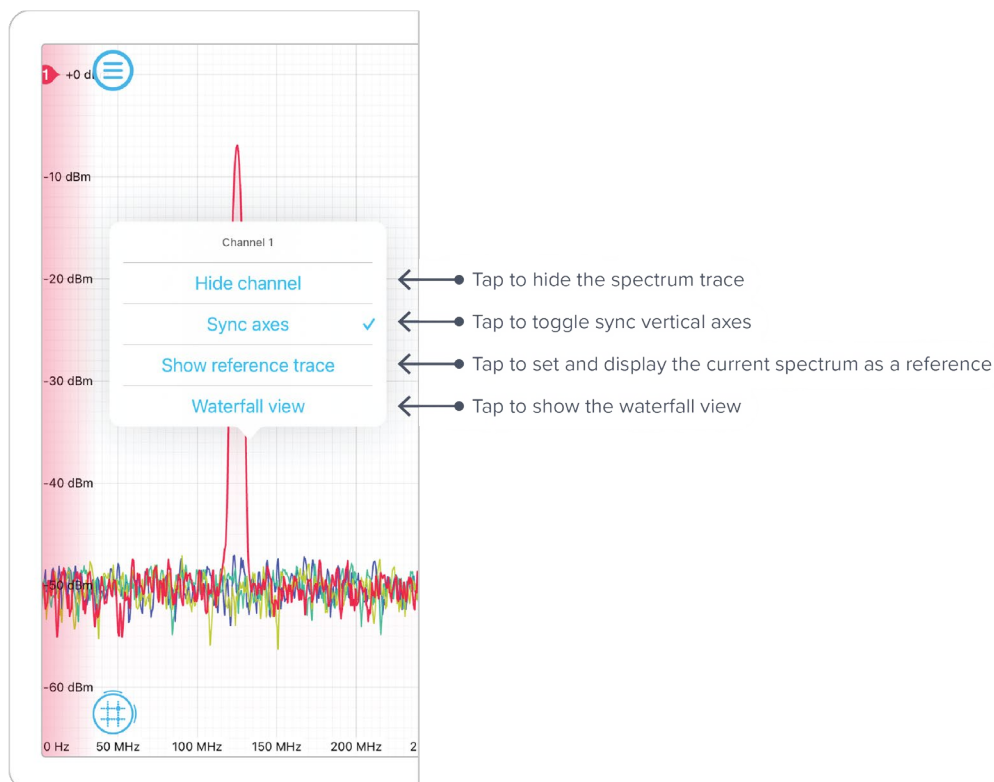 1
+0 d
-10 dBm
Channel 1
-20 dBm
Hide channel
Tap to hide the spectrum trace
Sync axes
Tap to toggle sync vertical axes
Show reference trace
Tap to set and display the current spectrum as a reference
-30 dBm
Waterfall view
Tap to show the waterfall view
-40 dBm
-50 dBm
-60 dBm
0 Hz 50 MHz 100 MHz 150 MHz 200 MHz 2